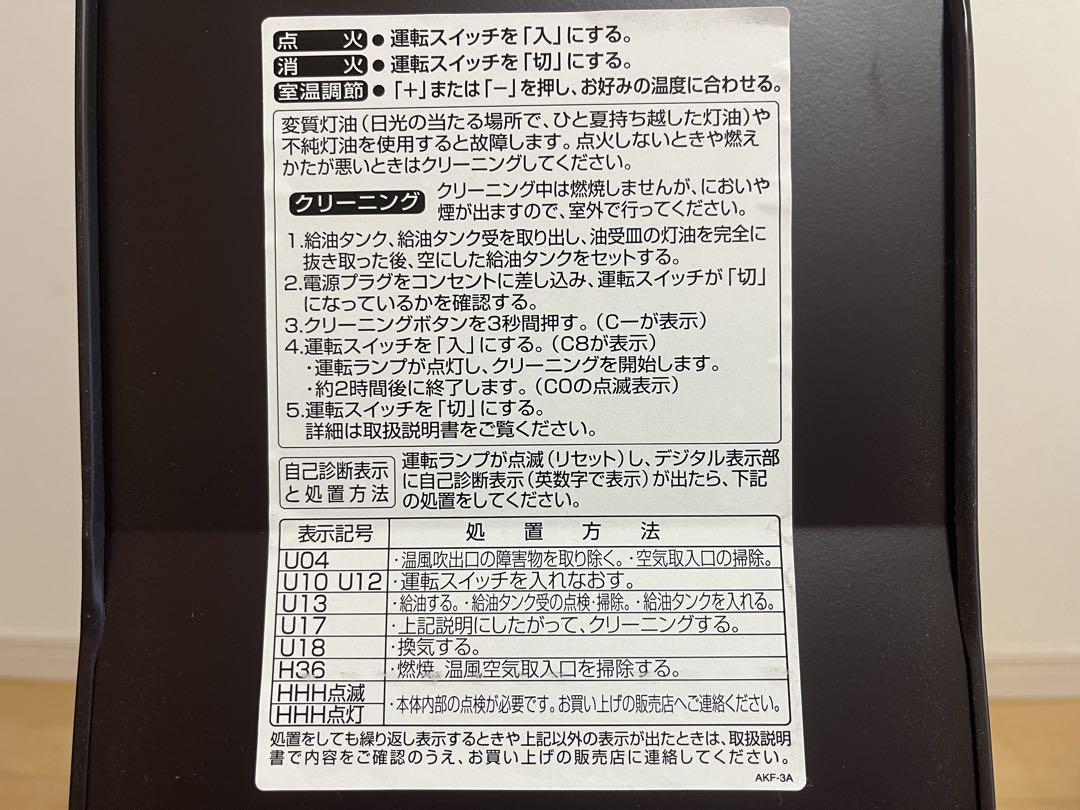 点火 ●運転スイッチを「入」にする。
消火 ●運転スイッチを「切」にする。
室温調節 ●「+」または「−」を押し、お好みの温度に合わせる。
変質灯油(日光の当たる場所で、ひと夏持ち越した灯油)や
不純灯油を使用すると故障します。点火しないときや燃え
かたが悪いときはクリーニングしてください。
クリーニング クリーニング中は燃焼しませんが、においや
煙が出ますので、室外で行ってください。
1.給油タンク、給油タンク受を取り出し、油受皿の灯油を完全に
抜き取った後、空にした給油タンクをセットする。
2.電源プラグをコンセントに差し込み、運転スイッチが「切」
になっているかを確認する。
3.クリーニングボタンを3秒間押す。(C−が表示)
4.運転スイッチを「入」にする。(C8が表示)
・運転ランプが点灯し、クリーニングを開始します。
・約2時間後に終了します。(C0の点滅表示)
5.運転スイッチを「切」にする。
詳細は取扱説明書をご覧ください。
自己診断表示
と処置方法
運転ランプが点滅(リセット)し、デジタル表示部
に自己診断表示(英数字で表示)が出たら、下記
の処置をしてください。
表示記号 処置方法
U04 ・温風吹出口の障害物を取り除く。・空気取入口の掃除。
U10 U12 ・運転スイッチを入れなおす。
U13 ・給油する。・給油タンク受の点検・掃除。・給油タンクを入れる。
U17 ・上記説明にしたがって、クリーニングする。
U18 ・換気する。
H36 ・燃焼、温風空気取入口を掃除する。
HHH点滅
HHH点灯
・本体内部の点検が必要です。お買い上げの販売店へご連絡ください。
処置をしても繰り返し表示するときや上記以外の表示が出たときは、取扱説明
書で内容をご確認のうえ、お買い上げの販売店に連絡してください。
AKF-3A